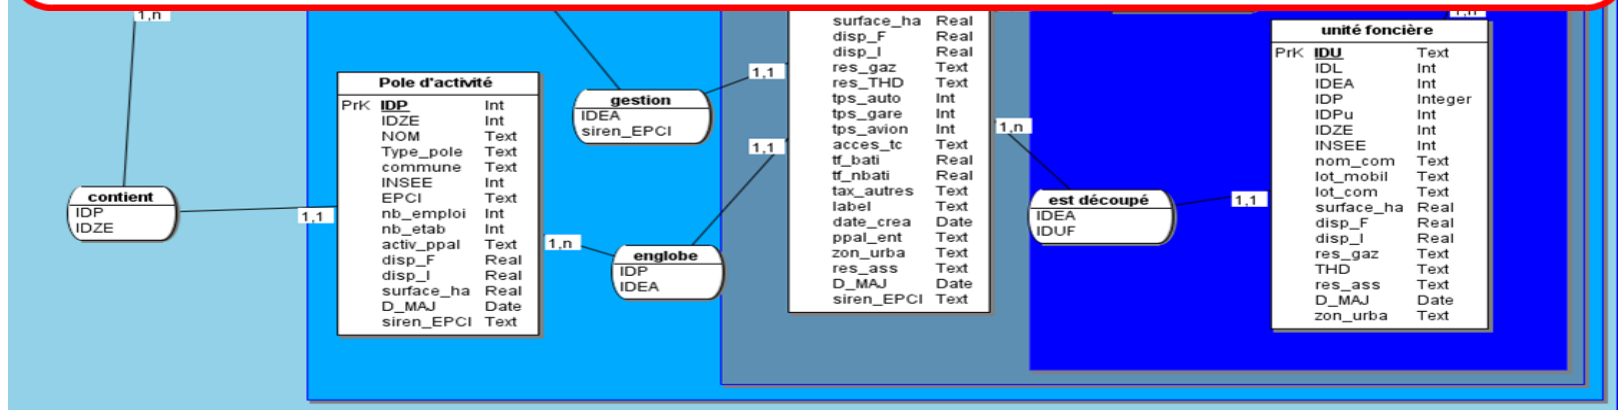 1,n
contient
IDP
IDZE
1,1
Pole d'activité
PrK IDP Int
IDZE Int
NOM Text
Type_pole Text
commune Text
INSEE Int
EPCI Text
nb_emploi Int
nb_etab Int
activ_ppal Text
disp_F Real
disp_I Real
surface_ha Real
D_MAJ Date
siren_EPCI Text
gestion
IDEA
siren_EPCI
1,1
1,n
englobe
IDP
IDEA
1,1
surface_ha Real
disp_F Real
disp_I Real
res_gaz Text
res_THD Text
tps_auto Int
tps_gare Int
tps_avion Int
acces_tc Text
tf_bati Real
tf_nbati Real
tax_autres Text
label Text
date_crea Date
ppal_ent Text
zon_urba Text
res_ass Text
D_MAJ Date
siren_EPCI Text
1,n
est découpé
IDEA
IDUF
1,1
1,n
unité foncière
PrK IDU Text
IDL Int
IDEA Int
IDP Integer
IDPu Int
IDZE Int
INSEE Int
nom_com Text
lot_mobil Text
lot_com Text
surface_ha Real
disp_F Real
disp_I Real
res_gaz Text
THD Text
res_ass Text
D_MAJ Date
zon_urba Text